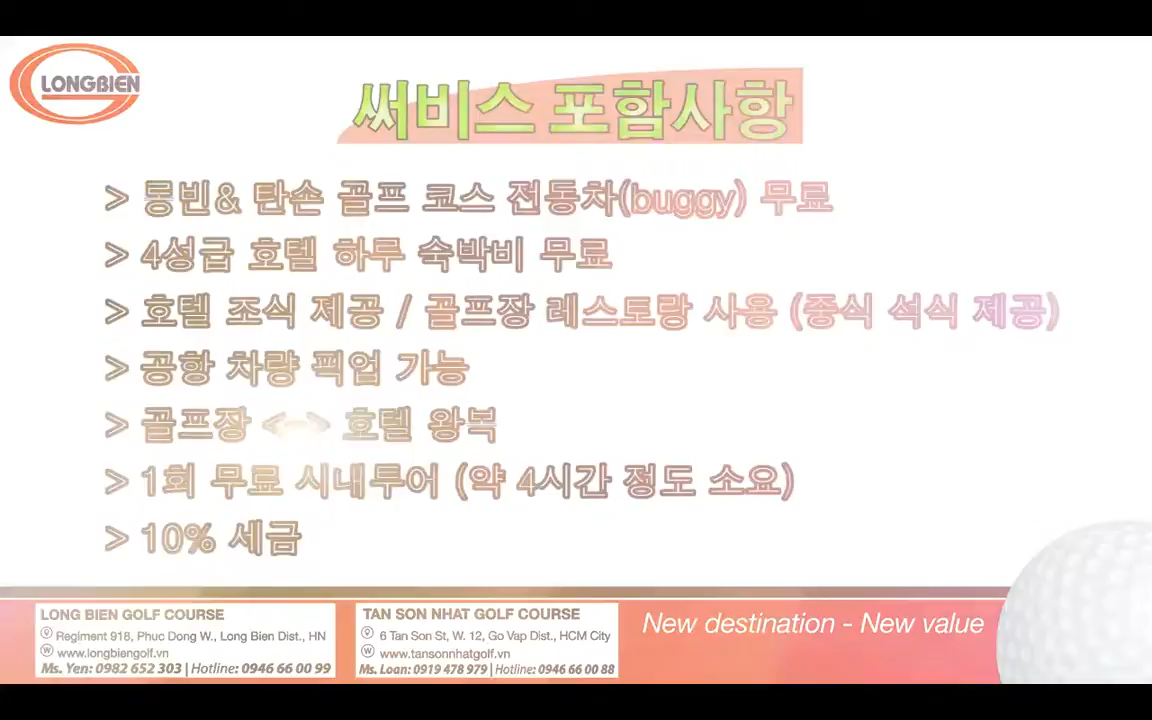 LONGBIEN
써비스 포함사항
> 롱빈& 탄손 골프 코스 전동차(buggy) 무료
> 4성급 호텔 하루 숙박비 무료
> 호텔 조식 제공 / 골프장 레스토랑 사용 (중식 석식 제공)
> 공항 차량 픽업 가능
> 골프장 <--> 호텔 왕복
> 1회 무료 시내투어 (약 4시간 정도 소요)
> 10% 세금
LONG BIEN GOLF COURSE
Regiment 918, Phuc Dong W., Long Bien Dist., HN
www.longbiengolf.vn
Ms. Yen: 0982 652 303 | Hotline: 0946 66 00 99
TAN SON NHAT GOLF COURSE
6 Tan Son St, W. 12, Go Vap Dist., HCM City
www.tansonnhatgolf.vn
Ms. Loan: 0919 478 979 | Hotline: 0946 66 00 88
New destination - New value